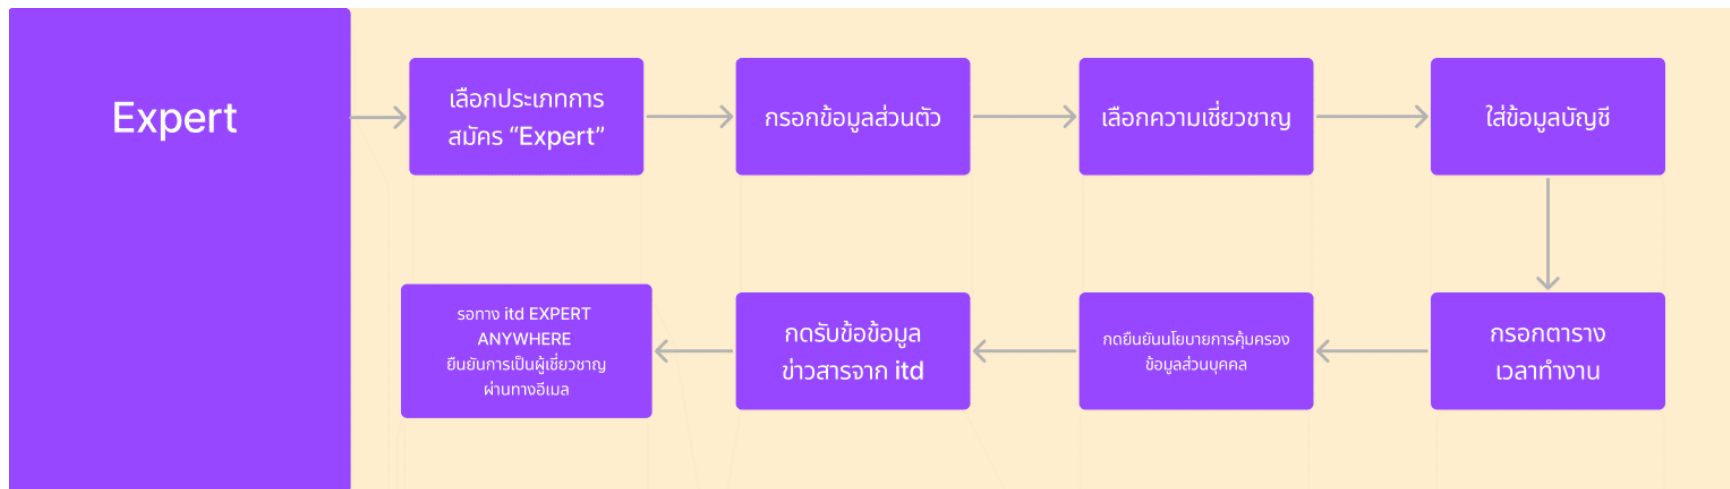 Expert
เลือกประเภทการ
สมัคร “Expert”
กรอกข้อมูลส่วนตัว
เลือกความเชี่ยวชาญ
ใส่ข้อมูลบัญชี
กรอกตาราง
เวลาทำงาน
กดยืนยันนโยบายการคุ้มครอง
ข้อมูลส่วนบุคคล
กดรับข้อข้อมูล
ข่าวสารจาก itd
รอทาง itd EXPERT
ANYWHERE
ยืนยันการเป็นผู้เชี่ยวชาญ
ผ่านทางอีเมล